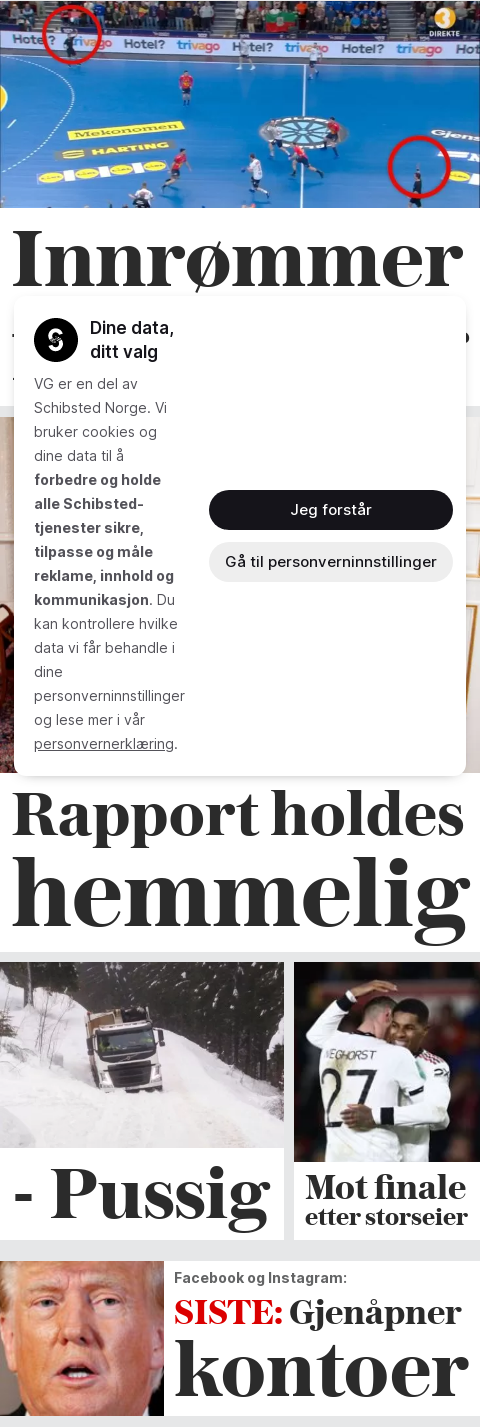 3
DIREKTE
Hotel?
trivago
Hotel?
trivago
Hotel?
trivago
Hotel?
trivago
Mekonomen
HARTING
Gjens
Innrømmer
Dine data,
ditt valg
VG er en del av
Schibsted Norge. Vi
bruker cookies og
dine data til å
forbedre og holde
alle Schibsted-
tjenester sikre,
tilpasse og måle
reklame, innhold og
kommunikasjon. Du
kan kontrollere hvilke
data vi får behandle i
dine
personverninnstillinger
og lese mer i vår
personvernerklæring.
Jeg forstår
Gå til personverninnstillinger
Rapport holdes
hemmelig
WEGHORST
27
- Pussig
Mot finale
etter storseier
Facebook og Instagram:
SISTE: Gjenåpner
kontoer